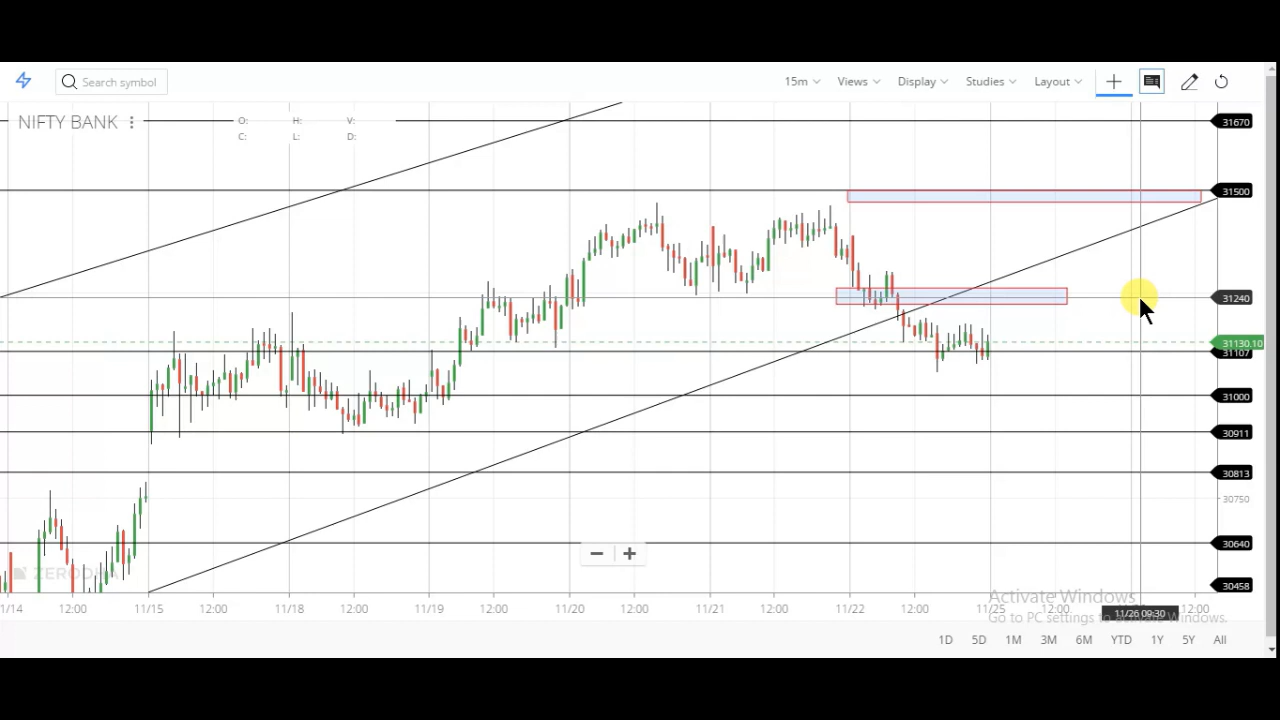 Search symbol
15m Views Display Studies Layout
NIFTY BANK
O: H: V:
C: L: D:
31670
31500
31240
31130.10
31107
31000
30911
30813
30750
30640
30458
ZERODHA
1/14 12:00 11/15 12:00 11/18 12:00 11/19 12:00 11/20 12:00 11/21 12:00 11/22 12:00 11/25 12:00 11/26 09:30 12:00
Activate Windows
Go to PC settings to activate Windows.
1D 5D 1M 3M 6M YTD 1Y 5Y All